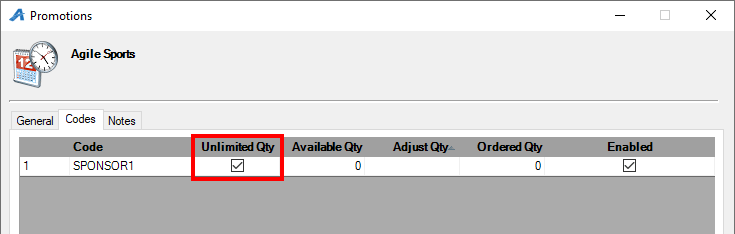 Promotions
Agile Sports
General Codes Notes
Code Unlimited Qty Available Qty Adjust Qty Ordered Qty Enabled
1 SPONSOR1 0 0